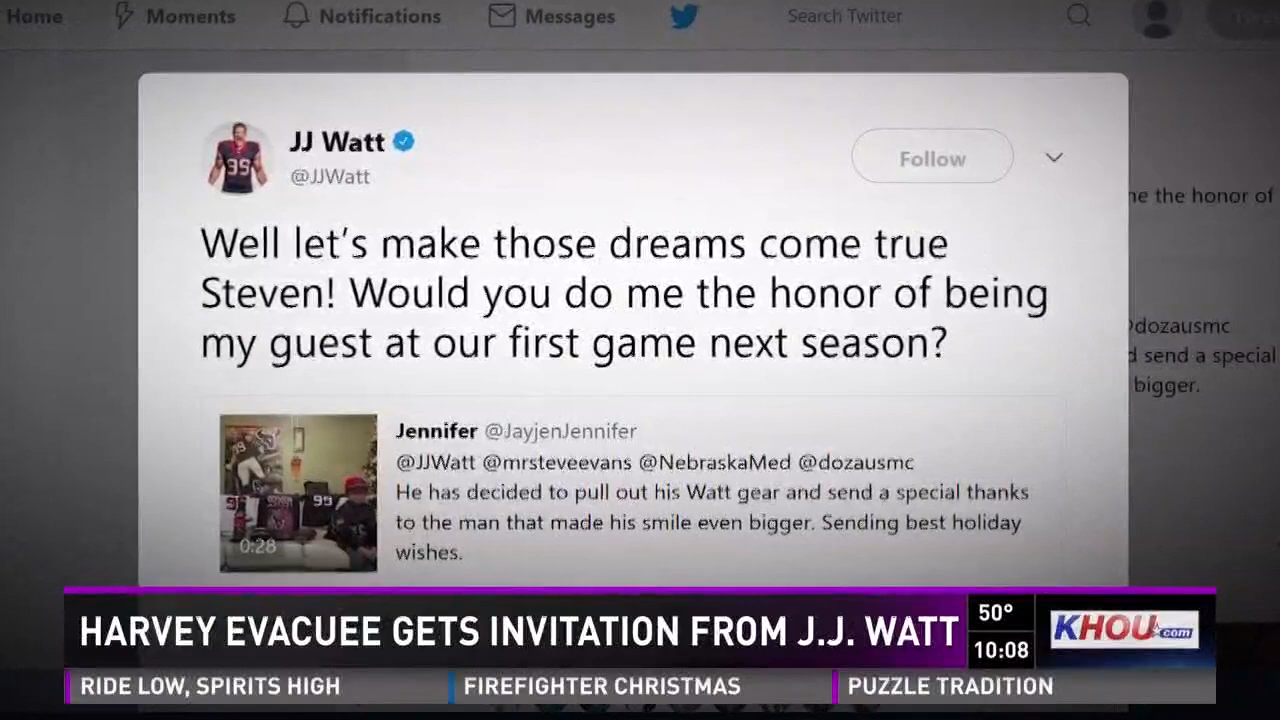 Home Moments Notifications Messages Search Twitter
JJ Watt
@JJWatt
Follow
Well let's make those dreams come true
Steven! Would you do me the honor of being
my guest at our first game next season?
ne the honor of
dozausmc
d send a special
bigger.
Jennifer @JayjenJennifer
@JJWatt @mrsteveevans @NebraskaMed @dozausmc
He has decided to pull out his Watt gear and send a special thanks
to the man that made his smile even bigger. Sending best holiday
wishes.
99
99
0:28
HARVEY EVACUEE GETS INVITATION FROM J.J. WATT
50°
10:08
KHOU.com
RIDE LOW, SPIRITS HIGH
FIREFIGHTER CHRISTMAS
PUZZLE TRADITION